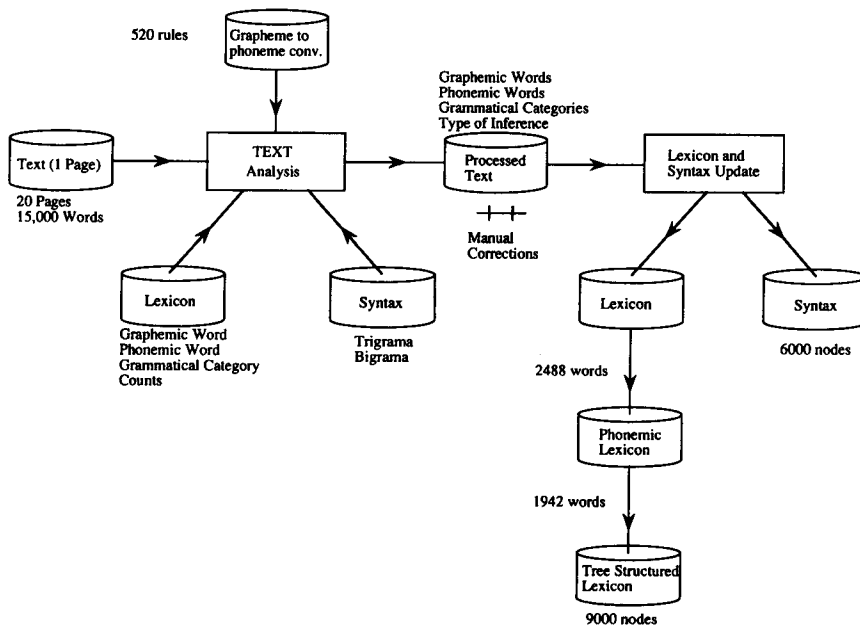 520 rules
Grapheme to
phoneme conv.
Graphemic Words
Phonemic Words
Grammatical Categories
Type of Inference
Text (1 Page)
TEXT
Analysis
Processed
Text
Lexicon and
Syntax Update
20 Pages
15,000 Words
Manual
Corrections
Lexicon
Syntax
Lexicon
Syntax
Graphemic Word
Phonemic Word
Grammatical Category
Counts
Trigrama
Bigrama
6000 nodes
2488 words
Phonemic
Lexicon
1942 words
Tree Structured
Lexicon
9000 nodes